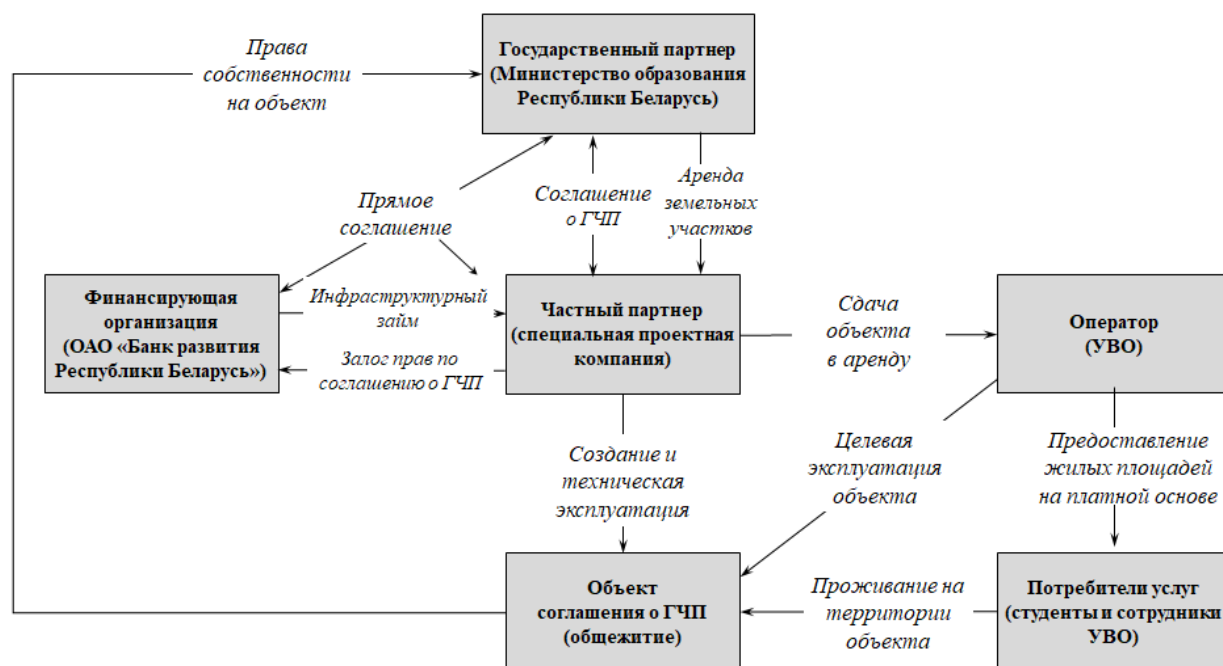 Права
собственности
на объект
Государственный партнер
(Министерство образования
Республики Беларусь)
Прямое
соглашение
Соглашение
о ГЧП
Аренда
земельных
участков
Финансирующая
организация
(ОАО «Банк развития
Республики Беларусь»)
Инфраструктурный
займ
Залог прав по
соглашению о ГЧП
Частный партнер
(специальная проектная
компания)
Сдача
объекта
в аренду
Оператор
(УВО)
Создание и
техническая
эксплуатация
Целевая
эксплуатация
объекта
Предоставление
жилых площадей
на платной основе
Объект
соглашения о ГЧП
(общежитие)
Проживание на
территории
объекта
Потребители услуг
(студенты и сотрудники
УВО)